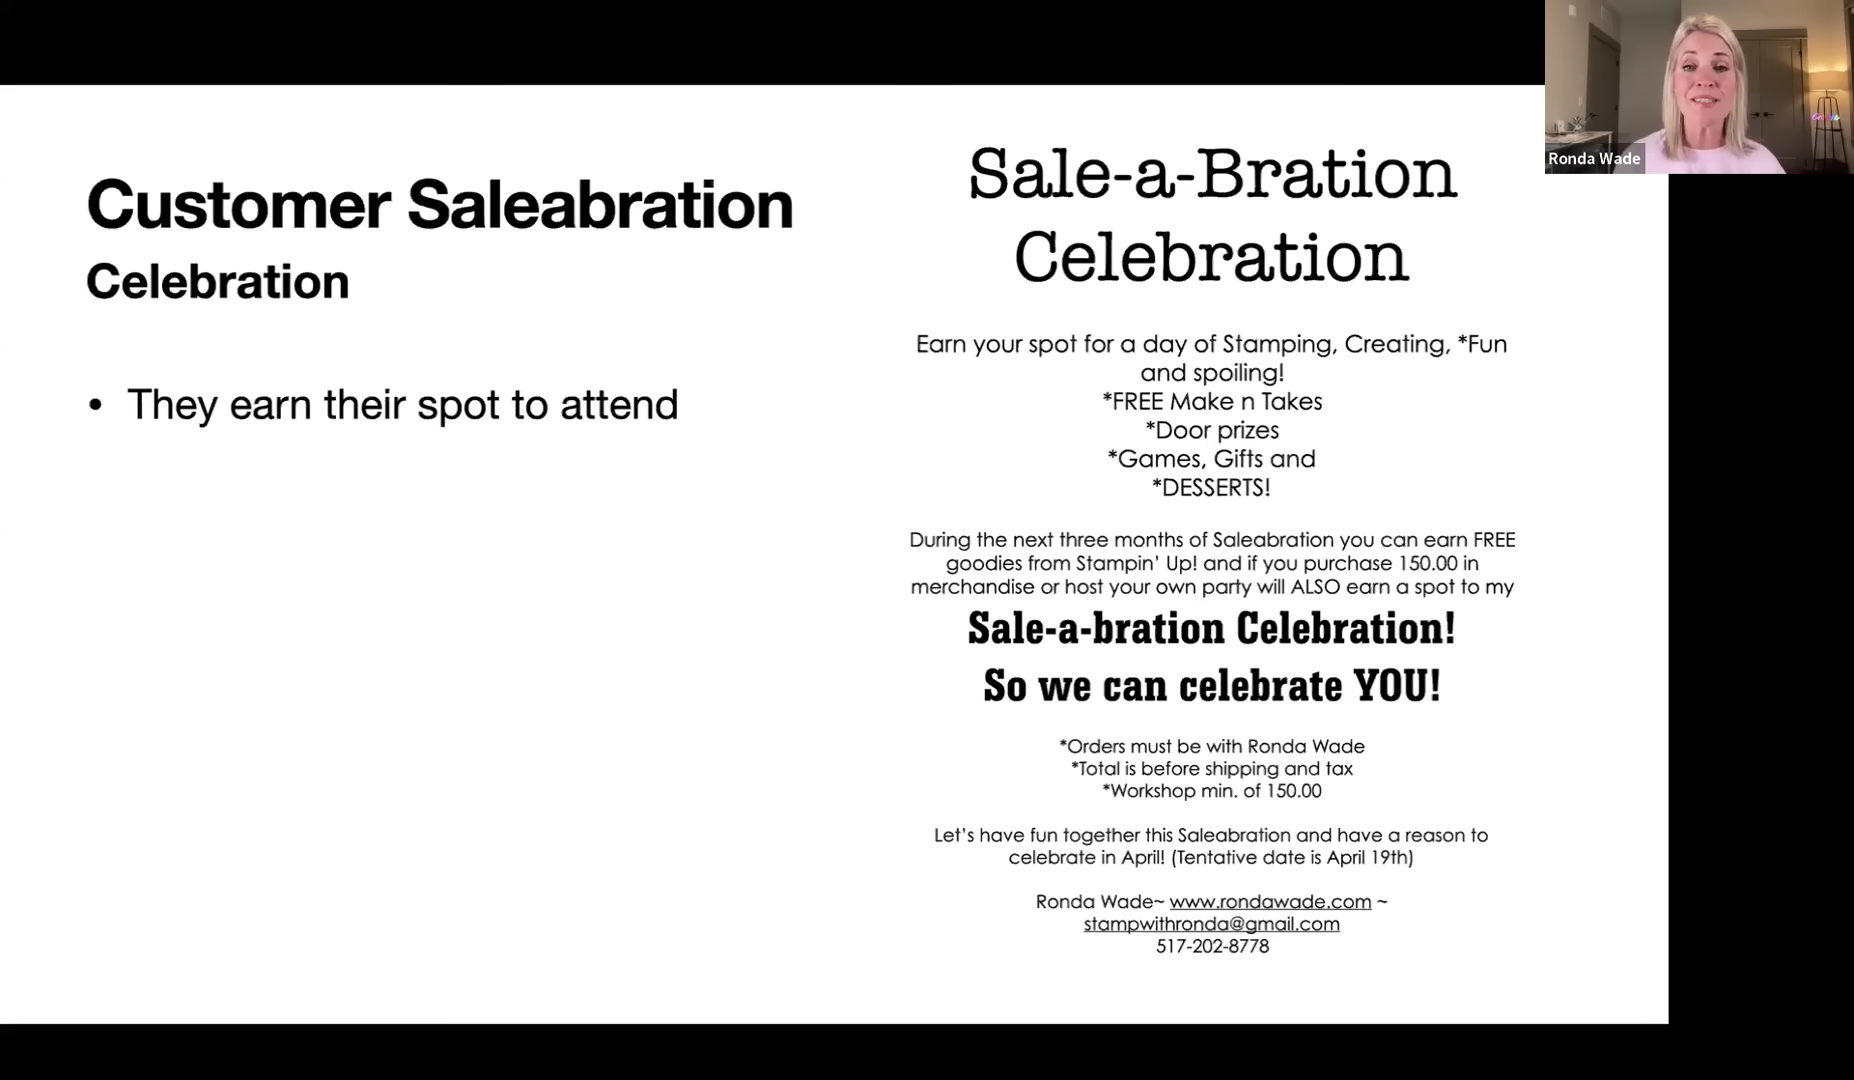 Customer Saleabration
Celebration
• They earn their spot to attend
Sale-a-Bration
Celebration
Earn your spot for a day of Stamping, Creating, *Fun
and spoiling!
*FREE Make n Takes
*Door prizes
*Games, Gifts and
*DESSERTS!
During the next three months of Saleabration you can earn FREE
goodies from Stampin' Up! and if you purchase 150.00 in
merchandise or host your own party will ALSO earn a spot to my
Sale-a-bration Celebration!
So we can celebrate YOU!
*Orders must be with Ronda Wade
*Total is before shipping and tax
*Workshop min. of 150.00
Let's have fun together this Saleabration and have a reason to
celebrate in April! (Tentative date is April 19th)
Ronda Wade~ www.rondawade.com ~
stampwithronda@gmail.com
517-202-8778
Ronda Wade